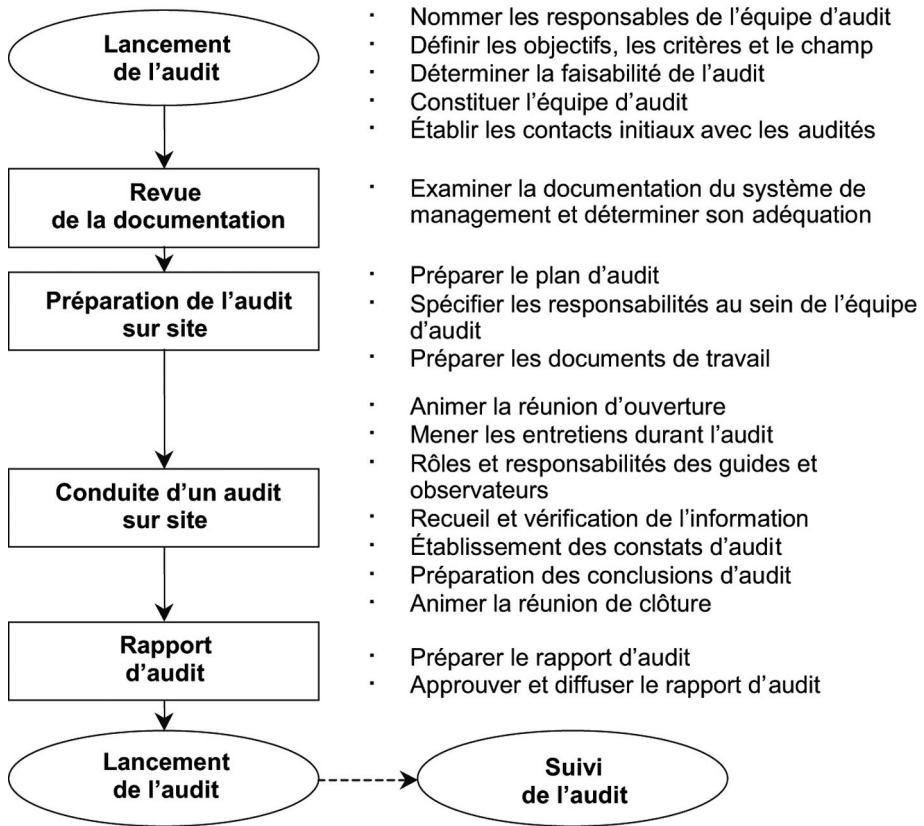 Lancement
de l’audit
· Nommer les responsables de l’équipe d’audit
· Définir les objectifs, les critères et le champ
· Déterminer la faisabilité de l’audit
· Constituer l’équipe d’audit
· Établir les contacts initiaux avec les audités
Revue
de la documentation
· Examiner la documentation du système de
management et déterminer son adéquation
Préparation de l’audit
sur site
· Préparer le plan d’audit
· Spécifier les responsabilités au sein de l’équipe
d’audit
· Préparer les documents de travail
Conduite d’un audit
sur site
· Animer la réunion d’ouverture
· Mener les entretiens durant l’audit
· Rôles et responsabilités des guides et
observateurs
· Recueil et vérification de l’information
· Établissement des constats d’audit
· Préparation des conclusions d’audit
· Animer la réunion de clôture
Rapport
d’audit
· Préparer le rapport d’audit
· Approuver et diffuser le rapport d’audit
Lancement
de l’audit
Suivi
de l’audit